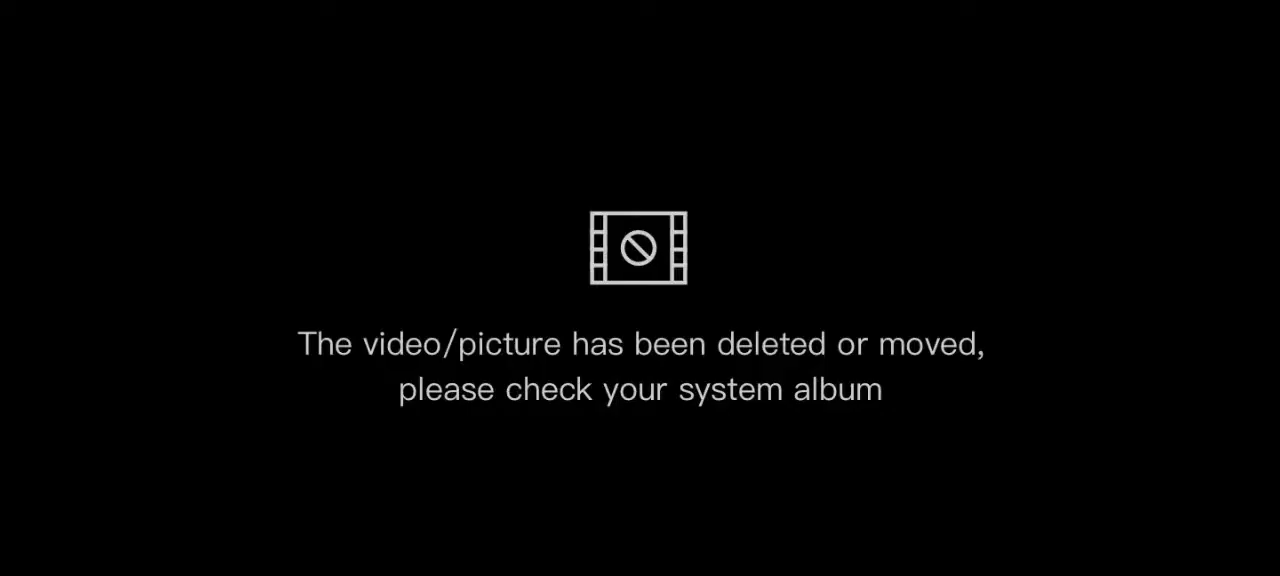 The video/picture has been deleted or moved,
please check your system album